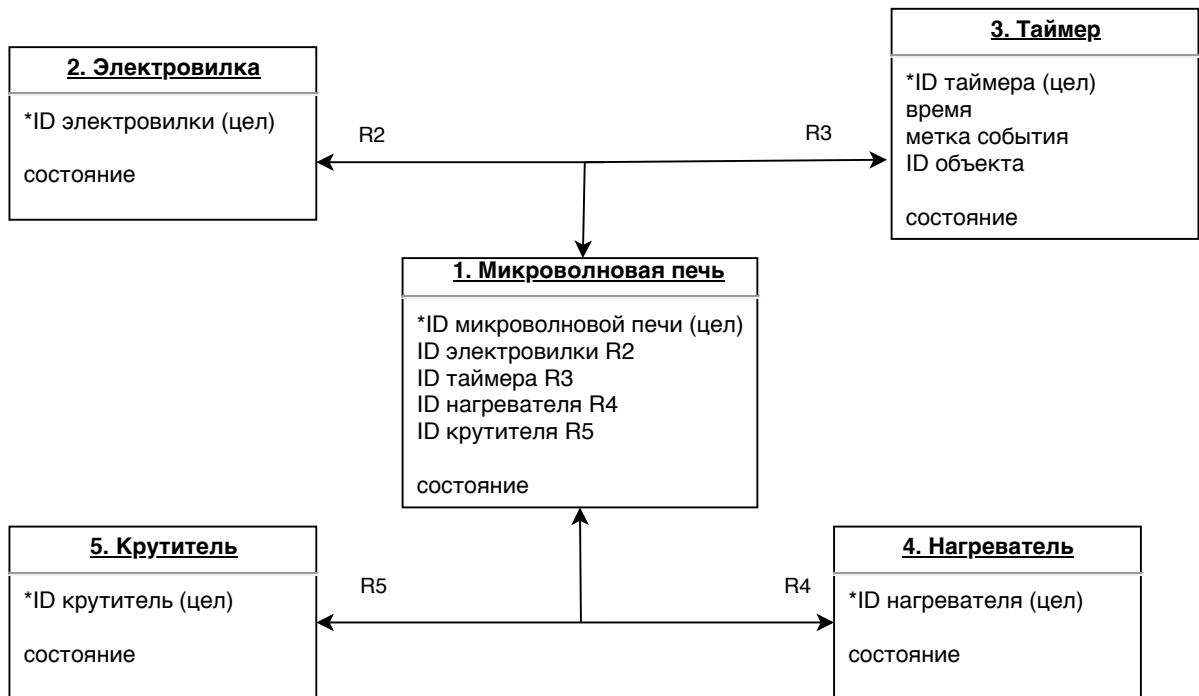 2. Электровилка
*ID электровилки (цел)
состояние
R2
R3
3. Таймер
*ID таймера (цел)
время
метка события
ID объекта
состояние
1. Микроволновая печь
*ID микроволновой печи (цел)
ID электровилки R2
ID таймера R3
ID нагревателя R4
ID крутителя R5
состояние
5. Крутитель
*ID крутитель (цел)
состояние
R5
R4
4. Нагреватель
*ID нагревателя (цел)
состояние